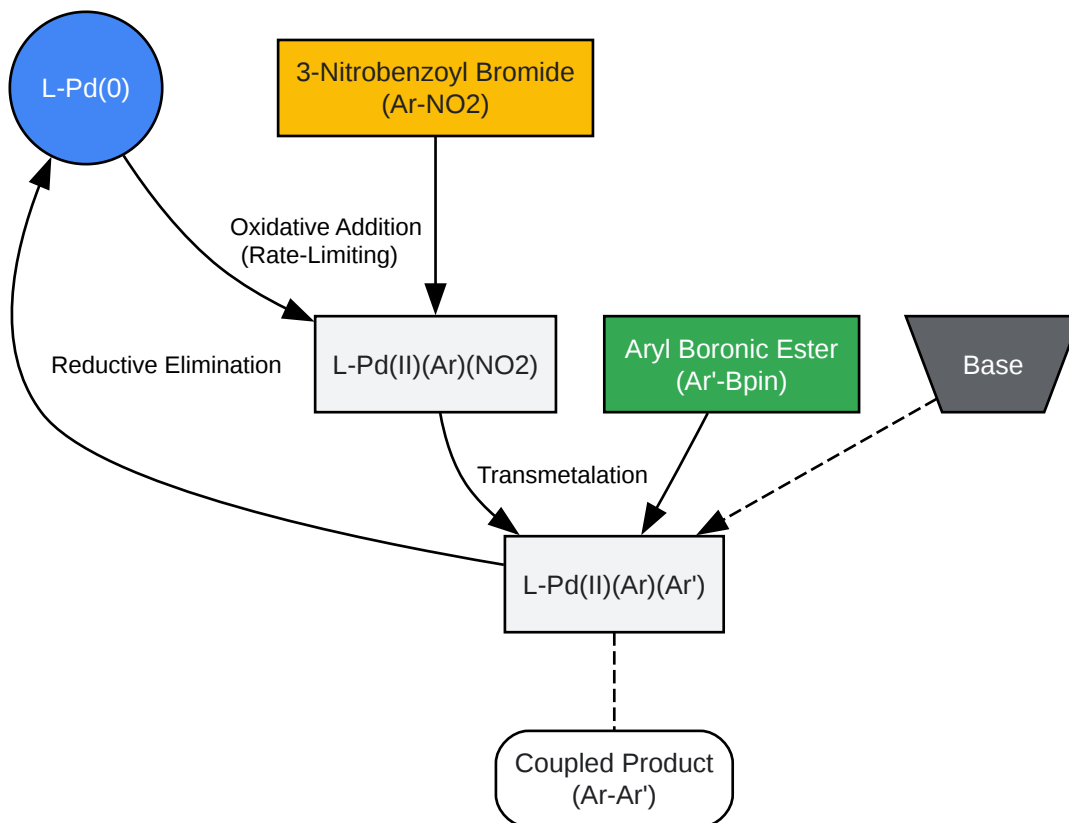 L-Pd(0)
3-Nitrobenzoyl Bromide
(Ar-NO2)
Oxidative Addition
(Rate-Limiting)
L-Pd(II)(Ar)(NO2)
Aryl Boronic Ester
(Ar'-Bpin)
Base
Reductive Elimination
Transmetalation
L-Pd(II)(Ar)(Ar')
Coupled Product
(Ar-Ar')